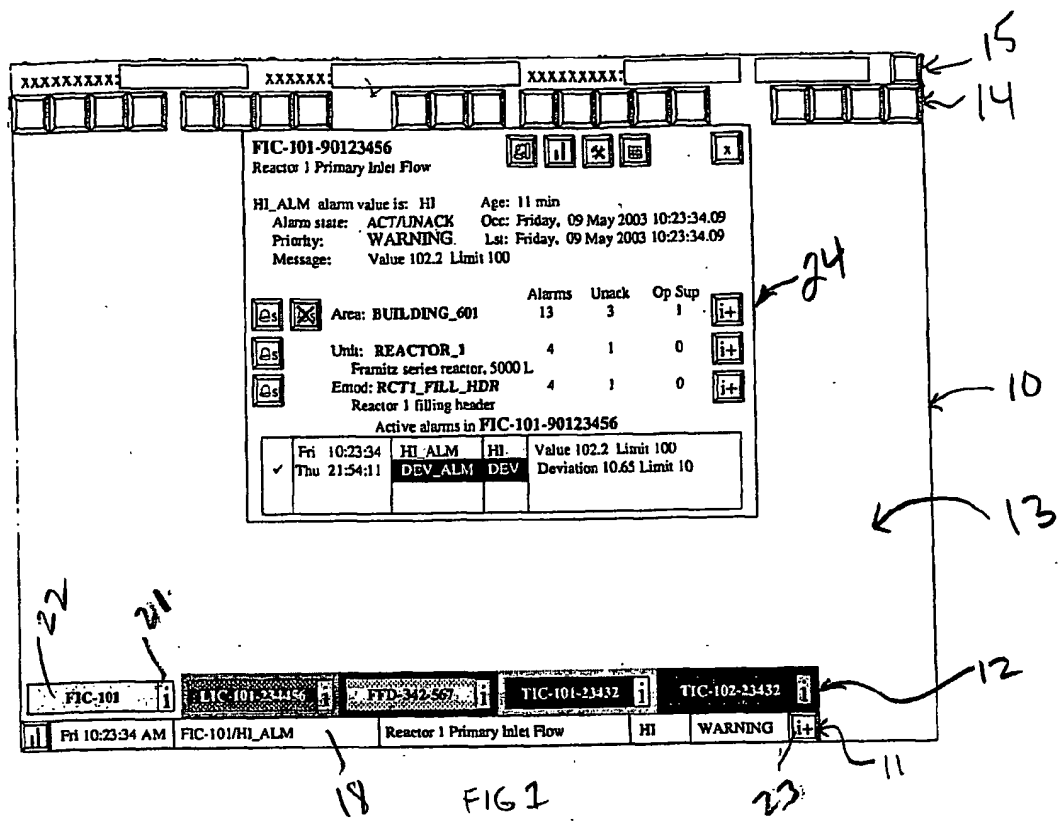 15
xxxxxxxxx: xxxxxx: xxxxxxxxx:
14
FIC-101-90123456 x
Reactor 1 Primary Inlet Flow
HI_ALM alarm value is: HI Age: 11 min
Alarm state: ACT/UNACK Occ: Friday, 09 May 2003 10:23:34.09
Priority: WARNING. Lst: Friday, 09 May 2003 10:23:34.09
Message: Value 102.2 Limit 100
24
Alarms Unack Op Sup
s Area: BUILDING_601 13 3 1 i+
s Unit: REACTOR_1 4 1 0 i+
Framitz series reactor, 5000 L
s Emod: RCT1_FILL_HDR 4 1 0 i+
Reactor 1 filling header
10
Active alarms in FIC-101-90123456
Fri 10:23:34 HI_ALM HI Value 102.2 Limit 100
✓ Thu 21:54:11 DEV_ALM DEV Deviation 10.65 Limit 10
13
22 21
FIC-101 i LIC-101-234456 i FFD-342-567 i TIC-101-23432 i TIC-102-23432 i
12
Fri 10:23:34 AM FIC-101/HI_ALM Reactor 1 Primary Inlet Flow HI WARNING i+
11
18 FIG 1 23